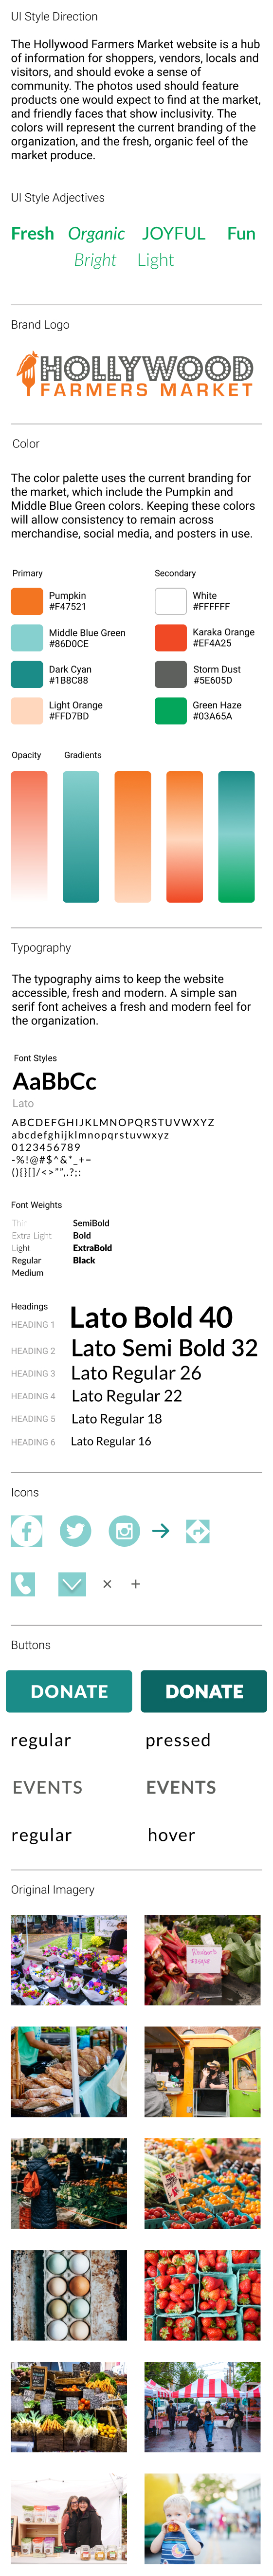 UI Style Direction
The Hollywood Farmers Market website is a hub
of information for shoppers, vendors, locals and
visitors, and should evoke a sense of
community. The photos used should feature
products one would expect to find at the market,
and friendly faces that show inclusivity. The
colors will represent the current branding of the
organization, and the fresh, organic feel of the
market produce.
UI Style Adjectives
Fresh Organic JOYFUL Fun
Bright Light
Brand Logo
HOLLYWOOD
FARMERS MARKET
Color
The color palette uses the current branding for
the market, which include the Pumpkin and
Middle Blue Green colors. Keeping these colors
will allow consistency to remain across
merchandise, social media, and posters in use.
Primary
Pumpkin
#F47521
Middle Blue Green
#86D0CE
Dark Cyan
#1B8C88
Light Orange
#FFD7BD
Secondary
White
#FFFFFF
Karaka Orange
#EF4A25
Storm Dust
#5E605D
Green Haze
#03A65A
Opacity Gradients
Typography
The typography aims to keep the website
accessible, fresh and modern. A simple san
serif font acheives a fresh and modern feel for
the organization.
Font Styles
AaBbCc
Lato
ABCDEFGHIJKLMNOPQRSTUVWXYZ
abcdefghijklmnopqrstuvwxyz
0123456789
-%!@#$^&*_+=
(){}[]/<>"",.?;:
Font Weights
Thin
Extra Light
Light
Regular
Medium
SemiBold
Bold
ExtraBold
Black
Headings
HEADING 1 Lato Bold 40
HEADING 2 Lato Semi Bold 32
HEADING 3 Lato Regular 26
HEADING 4 Lato Regular 22
HEADING 5 Lato Regular 18
HEADING 6 Lato Regular 16
Icons
Buttons
DONATE DONATE
regular pressed
EVENTS EVENTS
regular hover
Original Imagery
Rhubarb